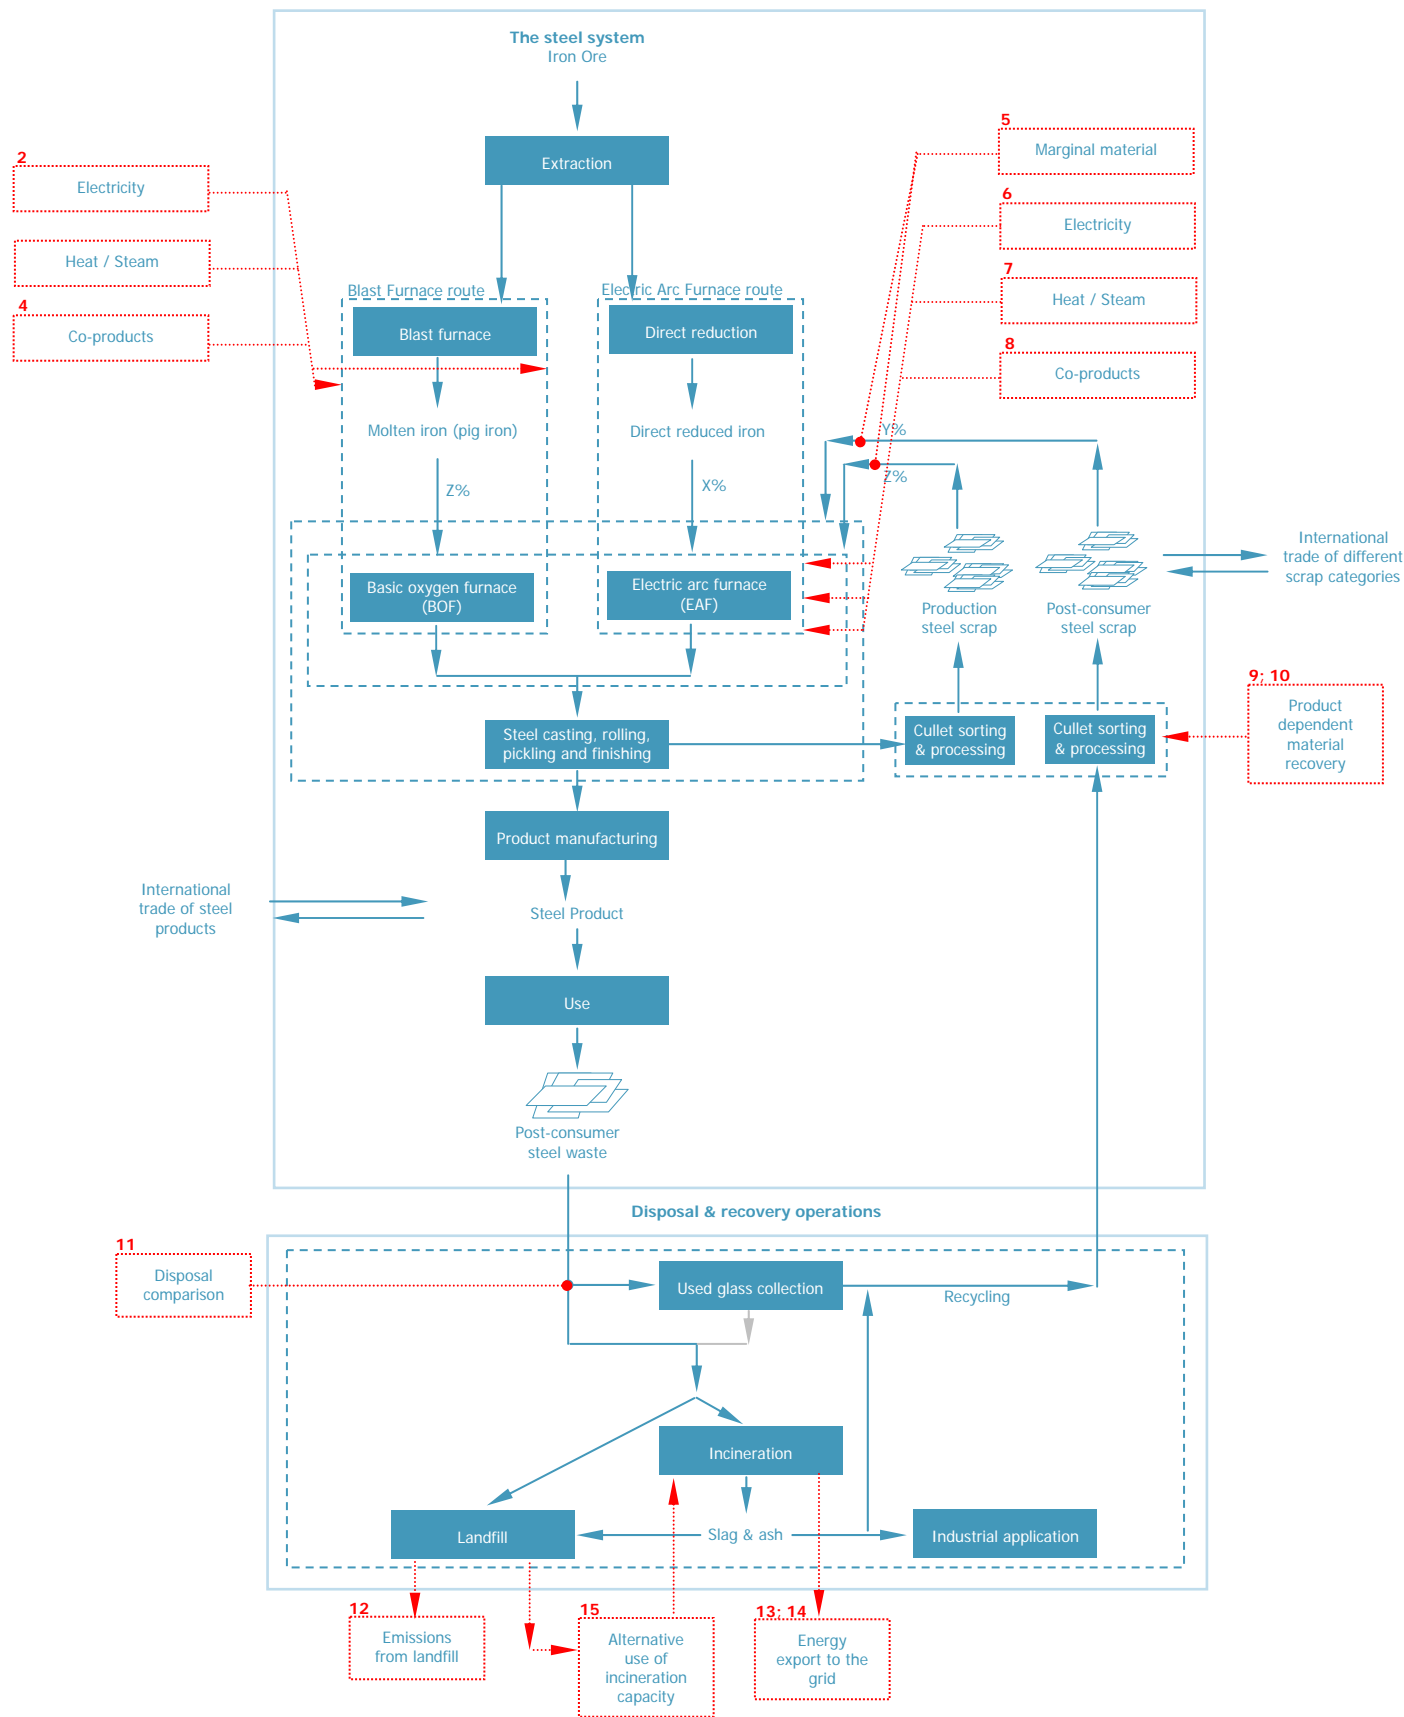 The steel system
Iron Ore
Extraction
2
Electricity
Heat / Steam
4
Co-products
5
Marginal material
6
Electricity
7
Heat / Steam
8
Co-products
Blast Furnace route
Electric Arc Furnace route
Blast furnace
Direct reduction
Molten iron (pig iron)
Direct reduced iron
Y%
Z%
Z%
X%
Basic oxygen furnace
(BOF)
Electric arc furnace
(EAF)
Production
steel scrap
Post-consumer
steel scrap
International
trade of different
scrap categories
Steel casting, rolling,
pickling and finishing
Cullet sorting
& processing
Cullet sorting
& processing
9; 10
Product
dependent
material
recovery
Product manufacturing
International
trade of steel
products
Steel Product
Use
Post-consumer
steel waste
Disposal & recovery operations
11
Disposal
comparison
Used glass collection
Recycling
Incineration
Landfill
Slag & ash
Industrial application
12
Emissions
from landfill
15
Alternative
use of
incineration
capacity
13; 14
Energy
export to the
grid